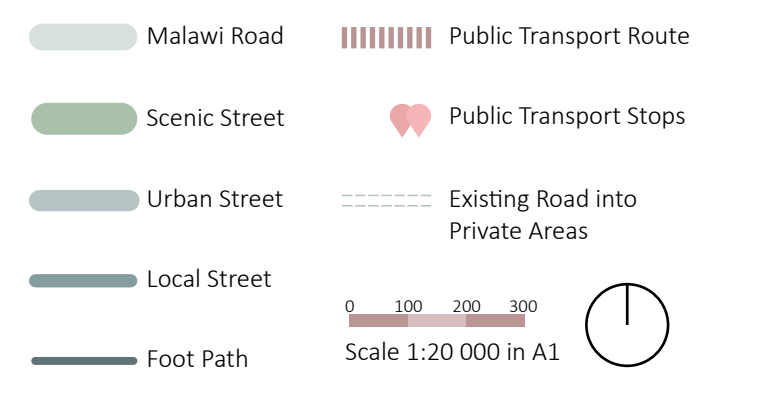 Malawi Road
Scenic Street
Urban Street
Local Street
Foot Path
Public Transport Route
Public Transport Stops
Existing Road into
Private Areas
0 100 200 300
Scale 1:20 000 in A1